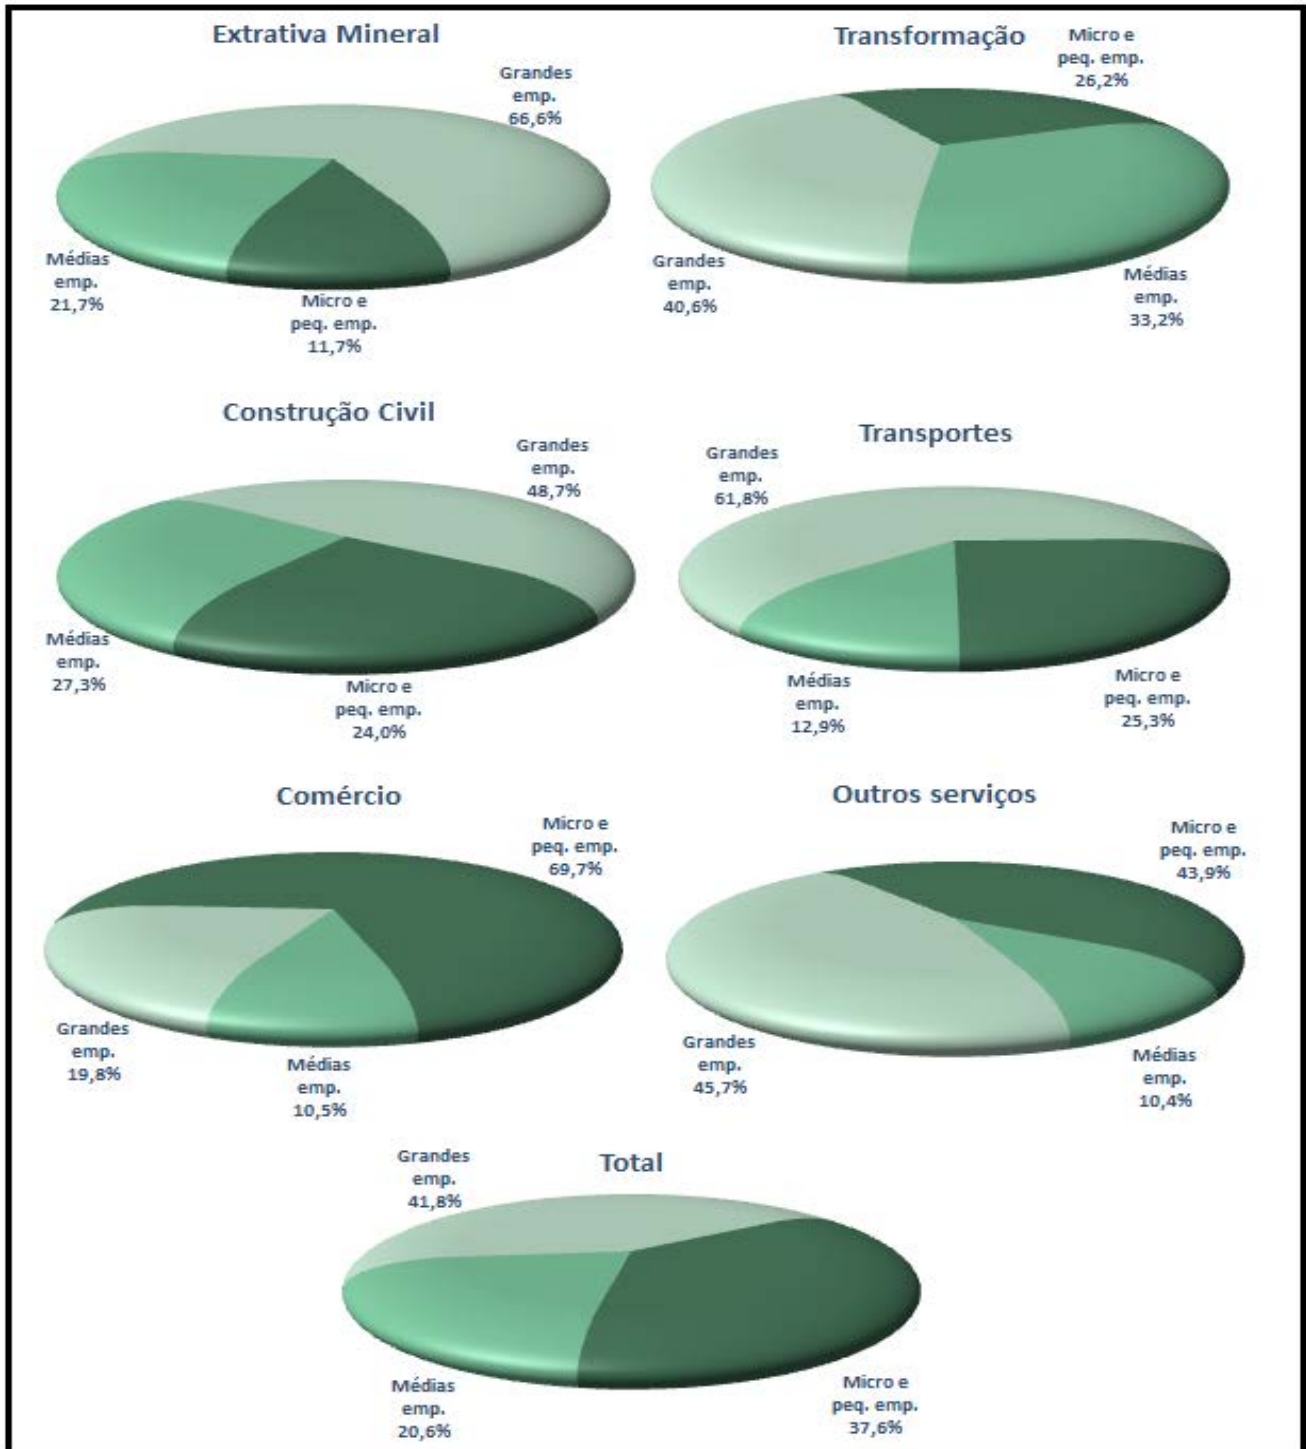 Extrativa Mineral
Grandes
emp.
66,6%
Médias
emp.
21,7%
Micro e
peq. emp.
11,7%
Transformação
Micro e
peq. emp.
26,2%
Grandes
emp.
40,6%
Médias
emp.
33,2%
Construção Civil
Grandes
emp.
48,7%
Médias
emp.
27,3%
Micro e
peq. emp.
24,0%
Transportes
Grandes
emp.
61,8%
Médias
emp.
12,9%
Micro e
peq. emp.
25,3%
Comércio
Micro e
peq. emp.
69,7%
Grandes
emp.
19,8%
Médias
emp.
10,5%
Outros serviços
Micro e
peq. emp.
43,9%
Grandes
emp.
45,7%
Médias
emp.
10,4%
Total
Grandes
emp.
41,8%
Médias
emp.
20,6%
Micro e
peq. emp.
37,6%